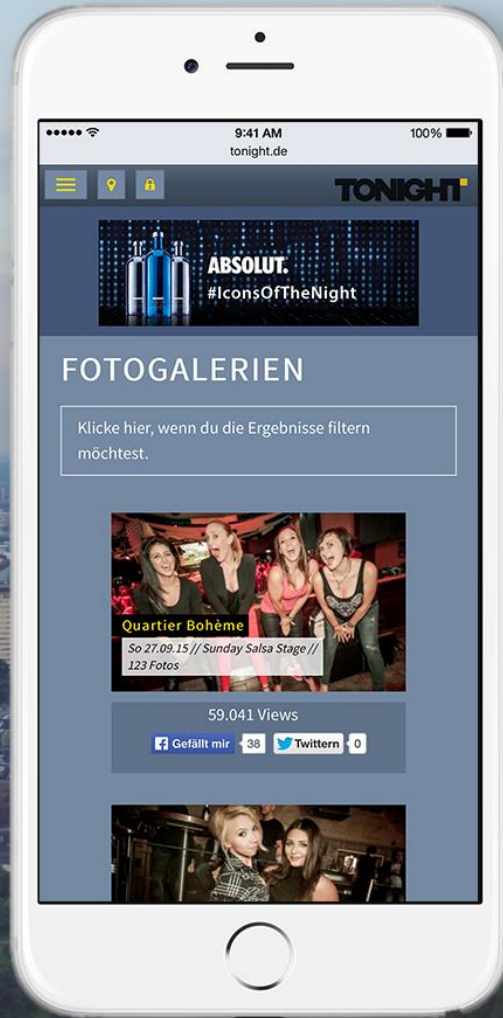 9:41 AM
100%
tonight.de
TONIGHT
ABSOLUT.
#IconsOfTheNight
FOTOGALERIEN
Klicke hier, wenn du die Ergebnisse filtern
möchtest.
Quartier Bohème
So 27.09.15 // Sunday Salsa Stage //
123 Fotos
59.041 Views
Gefällt mir 38 Twittern 0